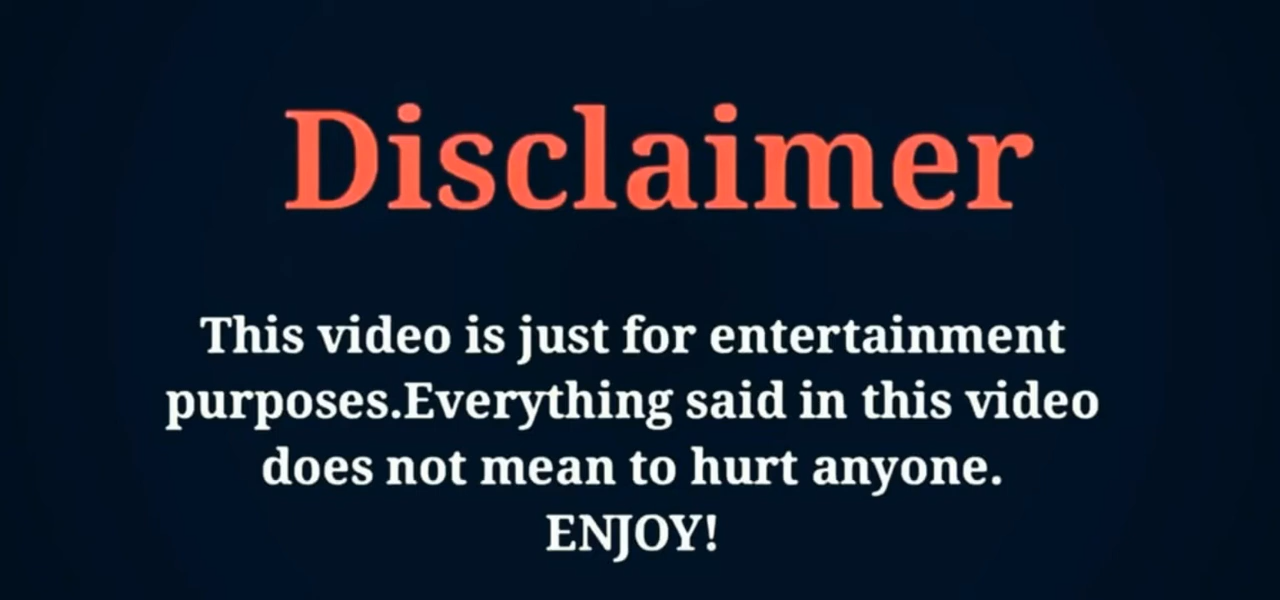 Disclaimer
This video is just for entertainment
purposes.Everything said in this video
does not mean to hurt anyone.
ENJOY!